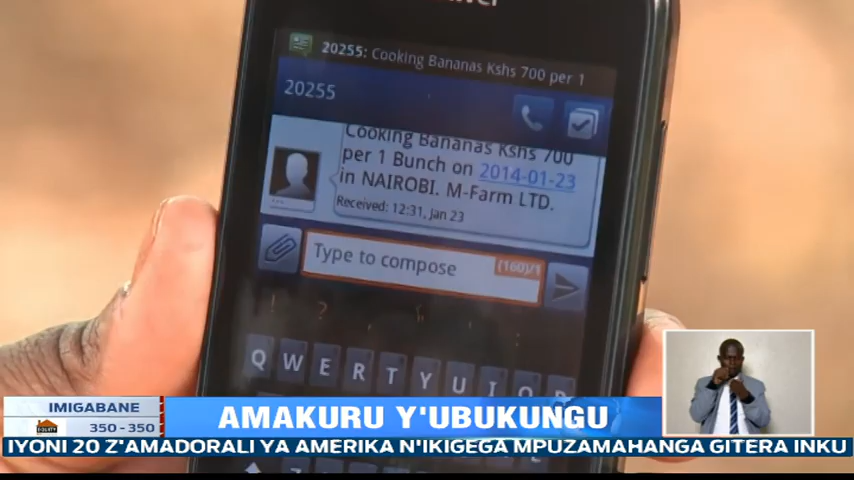 20255: Cooking Bananas Kshs 700 per 1
20255
Cooking Bananas Kshs 700
per 1 Bunch on 2014-01-23
in NAIROBI. M-Farm LTD.
Received: 12:31, Jan 23
Type to compose
(160)/1
! ?
Q W E R T Y U I O P
IMIGABANE
EQUITY
350 - 350
AMAKURU Y'UBUKUNGU
IYONI 20 Z'AMADORALI YA AMERIKA N'IKIGEGA MPUZAMAHANGA GITERA INKU